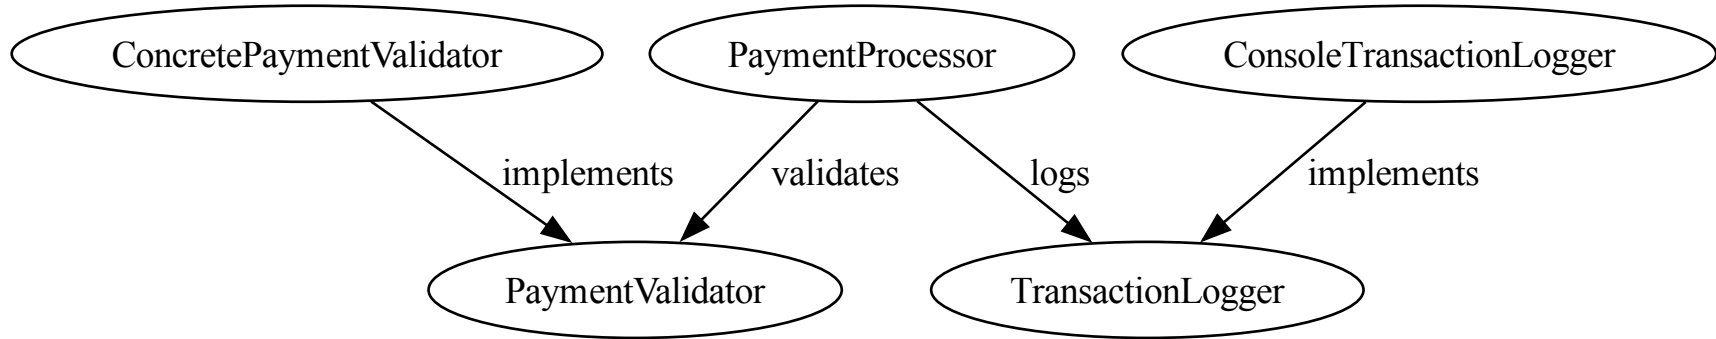 ConcretePaymentValidator
PaymentProcessor
ConsoleTransactionLogger
implements
validates
logs
implements
PaymentValidator
TransactionLogger